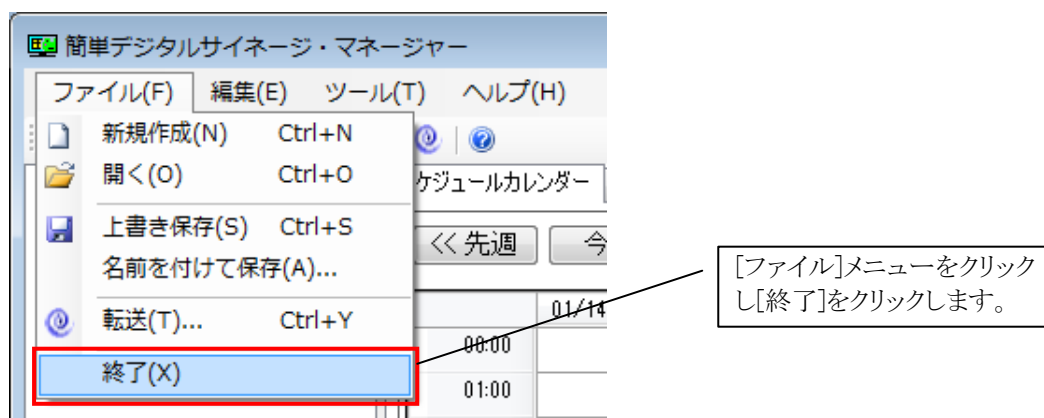 簡単デジタルサイネージ・マネージャー
ファイル(F) 編集(E) ツール(T) ヘルプ(H)
新規作成(N) Ctrl+N
開く(O) Ctrl+O
ケジュールカレンダー
上書き保存(S) Ctrl+S
<< 先週 今
名前を付けて保存(A)...
[ファイル]メニューをクリック
し[終了]をクリックします。
01/14
転送(T)... Ctrl+Y
00:00
終了(X)
01:00